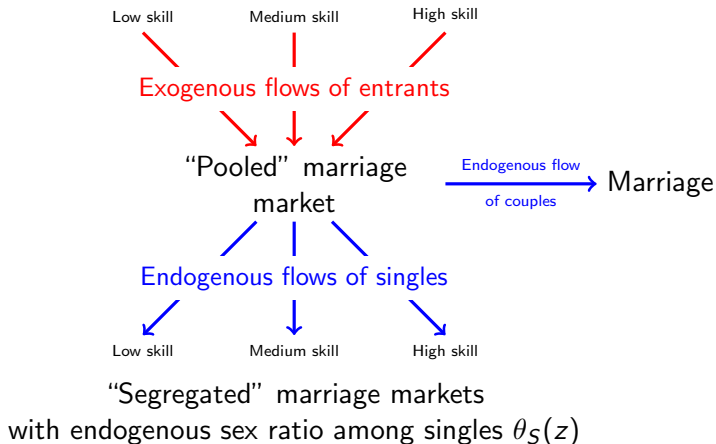 Low skill Medium skill High skill
Exogenous flows of entrants
“Pooled” marriage
market
Endogenous flow
of couples
Marriage
Endogenous flows of singles
Low skill Medium skill High skill
“Segregated” marriage markets
with endogenous sex ratio among singles θ_S(z)